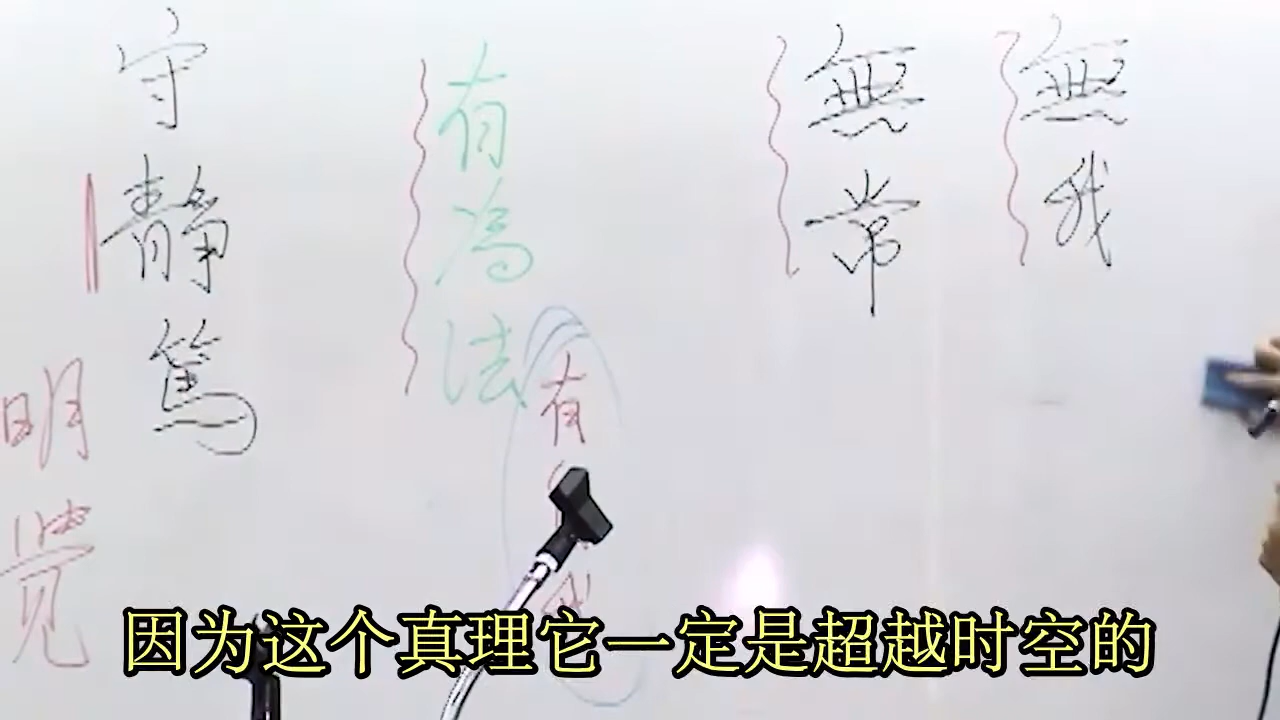 無我
無常
有為法
有
守靜篤
明覚
因为这个真理它一定是超越时空的